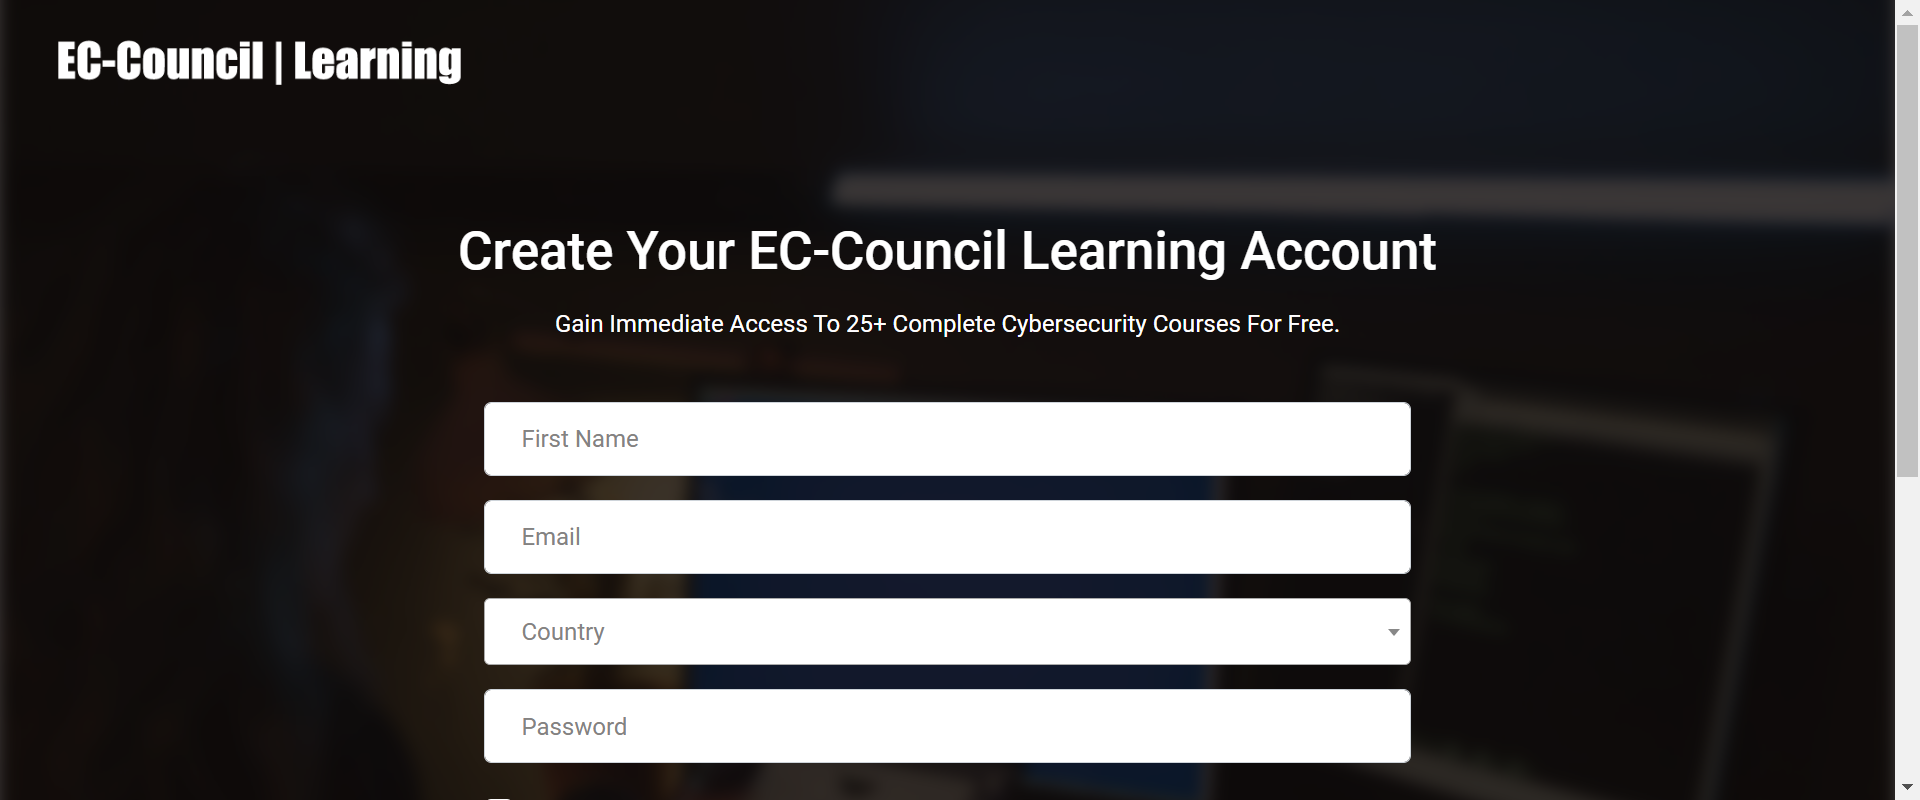 EC-Council | Learning
Create Your EC-Council Learning Account
Gain Immediate Access To 25+ Complete Cybersecurity Courses For Free.
First Name
Email
Country
Password